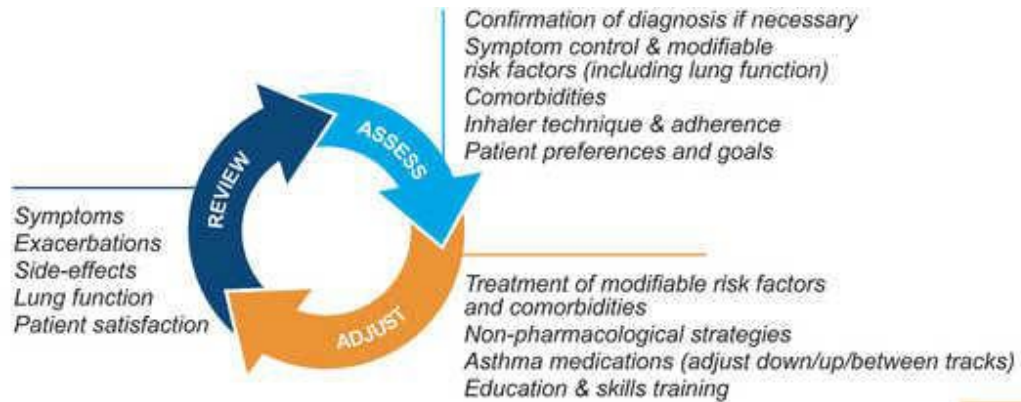 Confirmation of diagnosis if necessary
Symptom control & modifiable
risk factors (including lung function)
Comorbidities
Inhaler technique & adherence
Patient preferences and goals
ASSESS
REVIEW
Symptoms
Exacerbations
Side-effects
Lung function
Patient satisfaction
ADJUST
Treatment of modifiable risk factors
and comorbidities
Non-pharmacological strategies
Asthma medications (adjust down/up/between tracks)
Education & skills training